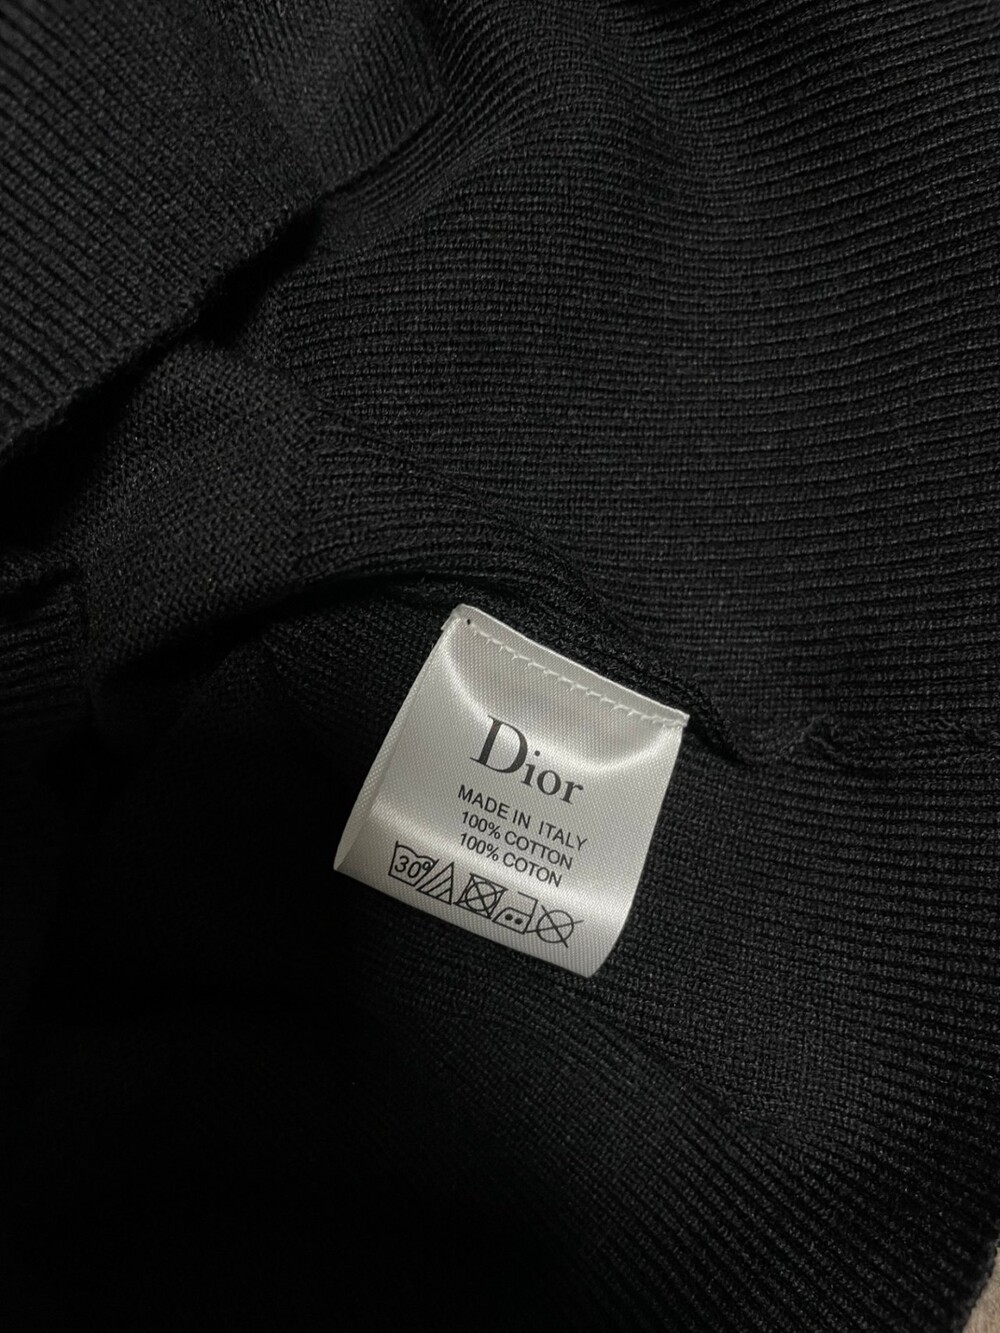 Dior
MADE IN ITALY
100% COTTON
100% COTON
30°